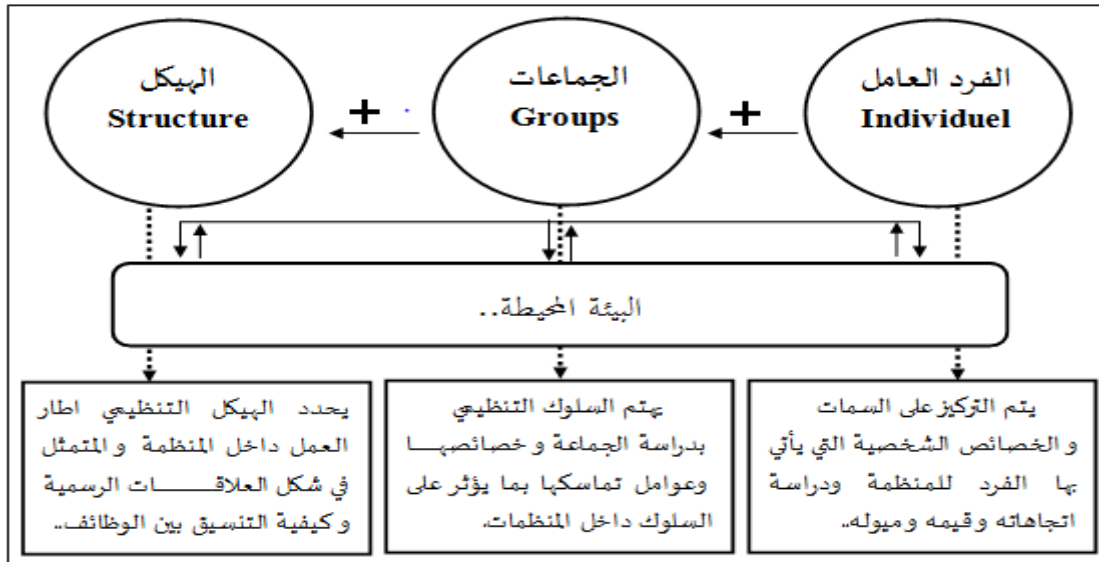 الفرد العامل
Individuel
+
الجماعات
Groups
+
الهيكل
Structure
البيئة المحيطة..
يتم التركيز على السمات
و الخصائص الشخصية التي يأتي
بها الفرد للمنظمة ودراسة
اتجاهاته و قيمه و ميوله..
يهتم السلوك التنظيمي
بدراسة الجماعة و خصائصهـــا
وعوامل تماسكها بما يؤثر على
السلوك داخل المنظمات.
يحدد الهيكل التنظيمي اطار
العمل داخل المنظمة و المتمثل
في شكل العلاقـــــات الرسمية
و كيفية التنسيق بين الوظائف..